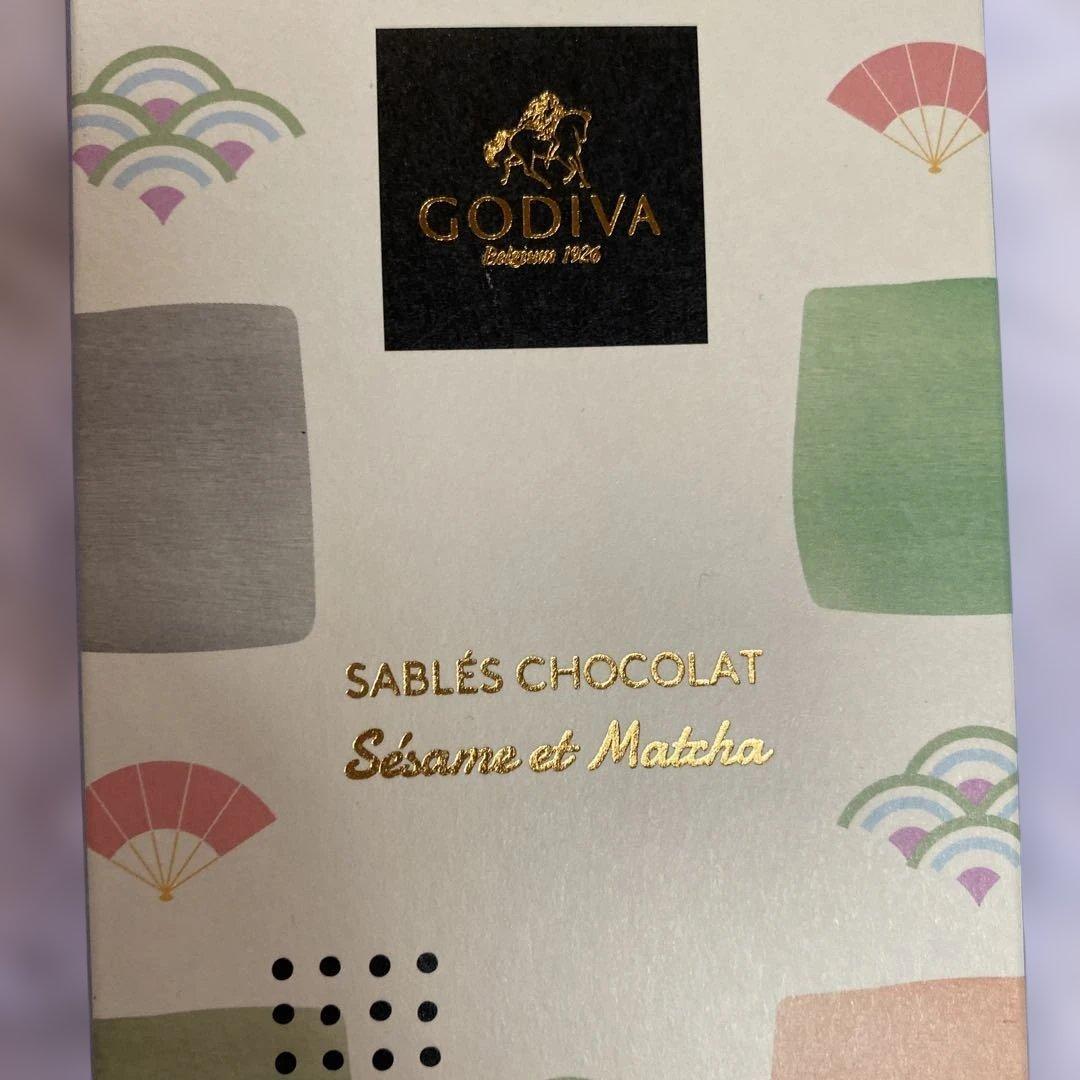 GODIVA
Belgium 1926
SABLÉS CHOCOLAT
Sésame et Matcha